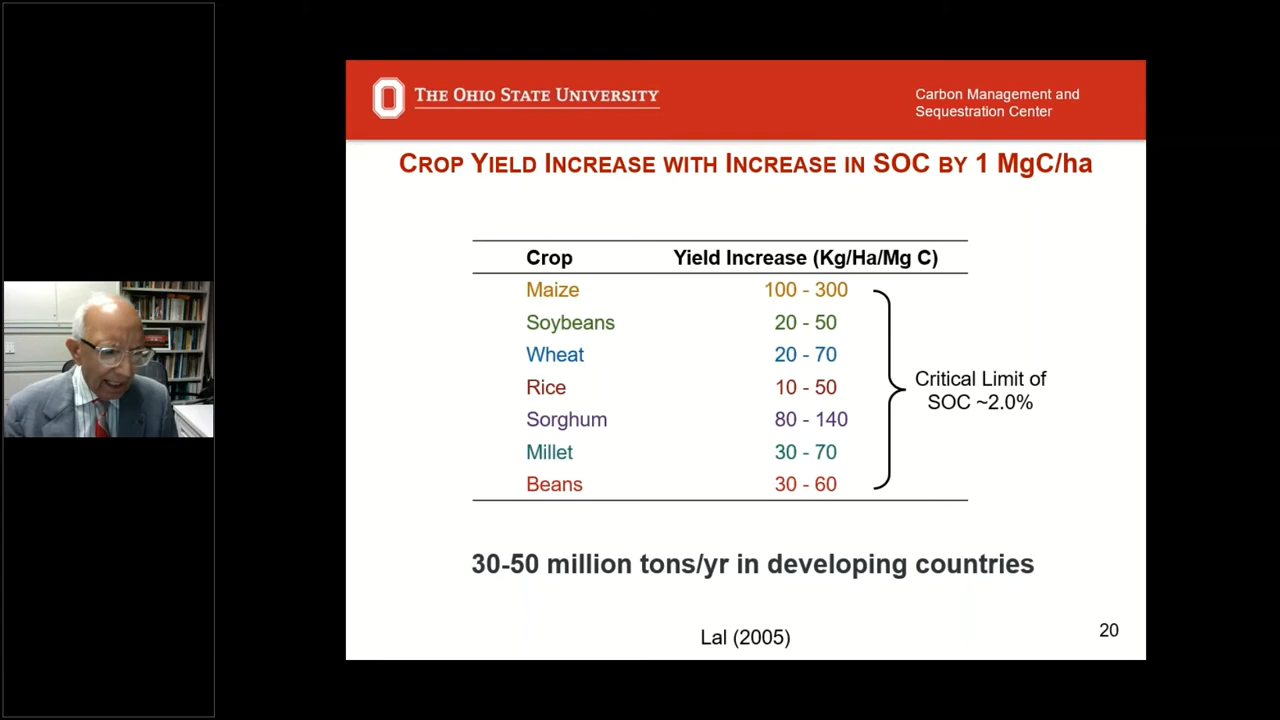 THE OHIO STATE UNIVERSITY
Carbon Management and
Sequestration Center
CROP YIELD INCREASE WITH INCREASE IN SOC BY 1 MgC/ha
Crop Yield Increase (Kg/Ha/Mg C)
Maize 100 - 300
Soybeans 20 - 50
Wheat 20 - 70
Rice 10 - 50
Sorghum 80 - 140
Millet 30 - 70
Beans 30 - 60
Critical Limit of
SOC ~2.0%
30-50 million tons/yr in developing countries
Lal (2005)
20